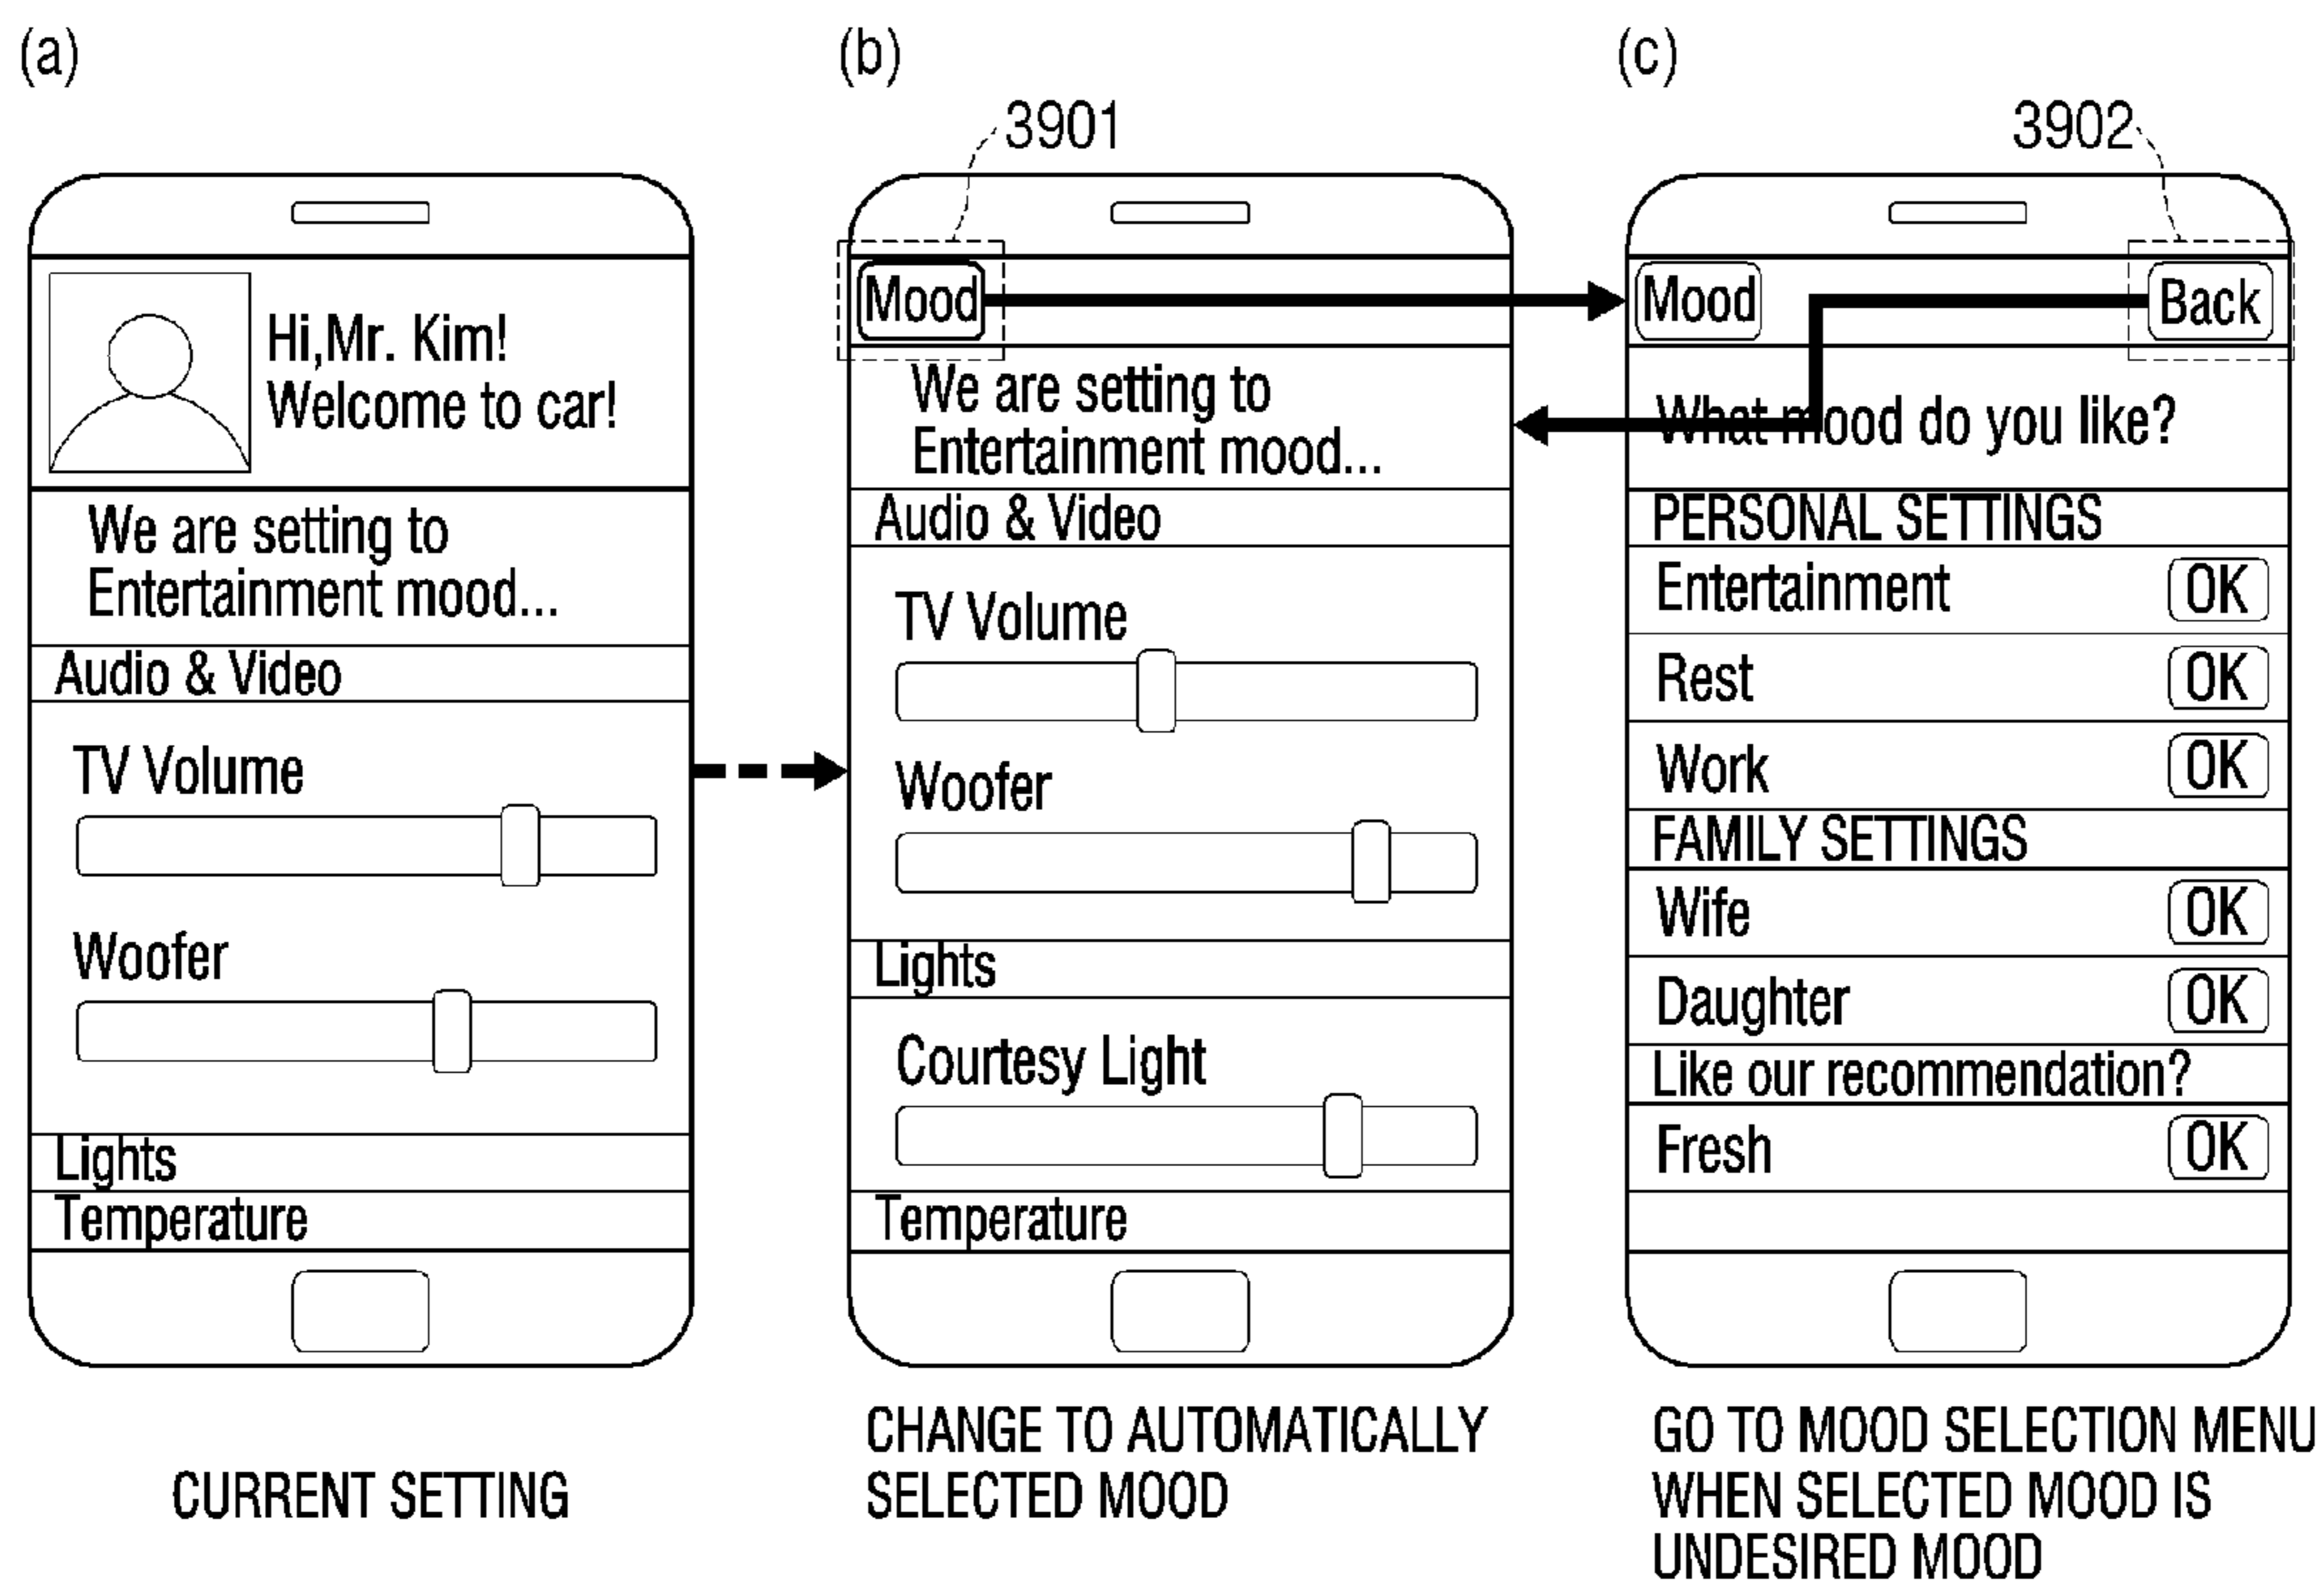 (a)
Hi,Mr. Kim!
Welcome to car!
We are setting to
Entertainment mood...
Audio & Video
TV Volume
Woofer
Lights
Temperature
CURRENT SETTING
(b)
3901
Mood
We are setting to
Entertainment mood...
Audio & Video
TV Volume
Woofer
Lights
Courtesy Light
Temperature
CHANGE TO AUTOMATICALLY
SELECTED MOOD
(c)
3902
Mood Back
What mood do you like?
PERSONAL SETTINGS
Entertainment OK
Rest OK
Work OK
FAMILY SETTINGS
Wife OK
Daughter OK
Like our recommendation?
Fresh OK
GO TO MOOD SELECTION MENU
WHEN SELECTED MOOD IS
UNDESIRED MOOD